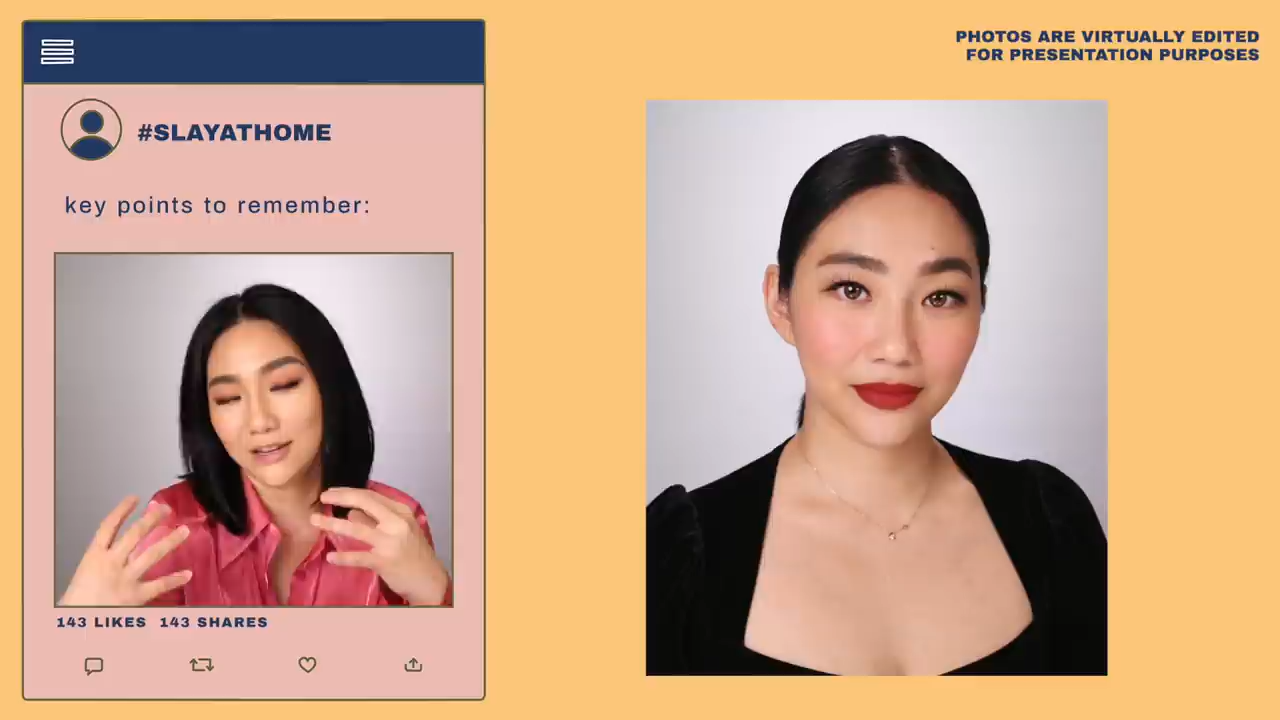 #SLAYATHOME
key points to remember:
143 LIKES 143 SHARES
PHOTOS ARE VIRTUALLY EDITED
FOR PRESENTATION PURPOSES